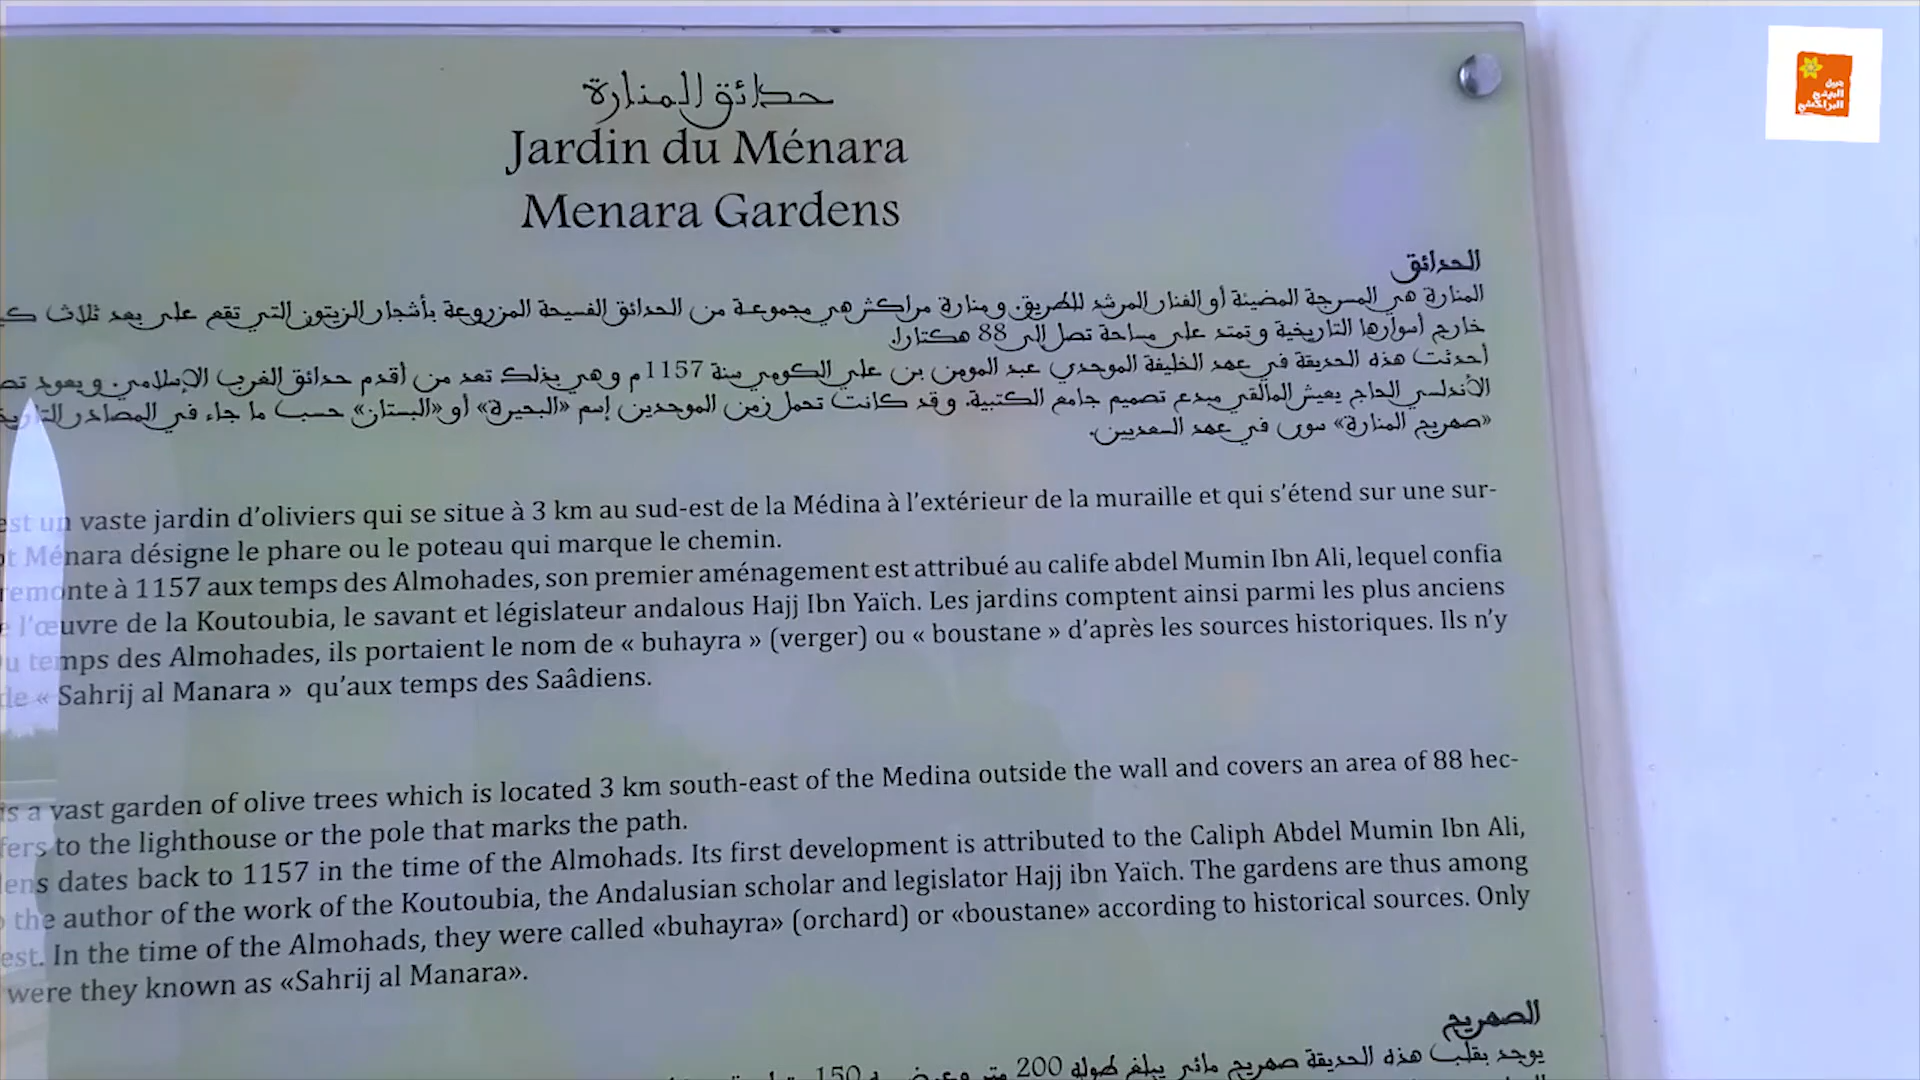 حدائق المنارة
Jardin du Ménara
Menara Gardens
الحدائق
المنارة هي المسرجة المضيئة أو الفنار المرشد للطريق، ومنارة مراكش هي مجموعة من الحدائق الفسيحة المزروعة بأشجار الزيتون التي تقع على بعد ثلاث
خارج أسوارها التاريخية وتمتد على مساحة تصل إلى 88 هكتارا.
أحدثت هذه الحديقة في عهد الخليفة الموحدي عبد المومن بن علي الكومي سنة 1157م وهي بذلك تعد من أقدم حدائق الغرب الإسلامي. ويعود
الأندلسي الحاج يعيش المالقي مبدع تصميم جامع الكتبية. وقد كانت تحمل زمن الموحدين إسم «البحيرة» أو «البستان» حسب ما جاء في المصادر
«صهريج المنارة» سوى في عهد السعديين.
est un vaste jardin d'oliviers qui se situe à 3 km au sud-est de la Médina à l'extérieur de la muraille et qui s'étend sur une sur-
Ménara désigne le phare ou le poteau qui marque le chemin.
remonte à 1157 aux temps des Almohades, son premier aménagement est attribué au calife abdel Mumin Ibn Ali, lequel confia
l'œuvre de la Koutoubia, le savant et législateur andalous Hajj Ibn Yaïch. Les jardins comptent ainsi parmi les plus anciens
temps des Almohades, ils portaient le nom de « buhayra » (verger) ou « boustane » d'après les sources historiques. Ils n'y
de « Sahrij al Manara » qu'aux temps des Saâdiens.
is a vast garden of olive trees which is located 3 km south-east of the Medina outside the wall and covers an area of 88 hec-
fers to the lighthouse or the pole that marks the path.
ens dates back to 1157 in the time of the Almohads. Its first development is attributed to the Caliph Abdel Mumin Ibn Ali,
the author of the work of the Koutoubia, the Andalusian scholar and legislator Hajj ibn Yaïch. The gardens are thus among
est. In the time of the Almohads, they were called «buhayra» (orchard) or «boustane» according to historical sources. Only
were they known as «Sahrij al Manara».
الصهريج
يوجد بقلب هذه الحديقة صهريج مائي يبلغ طوله 200 متر وعرضه 150